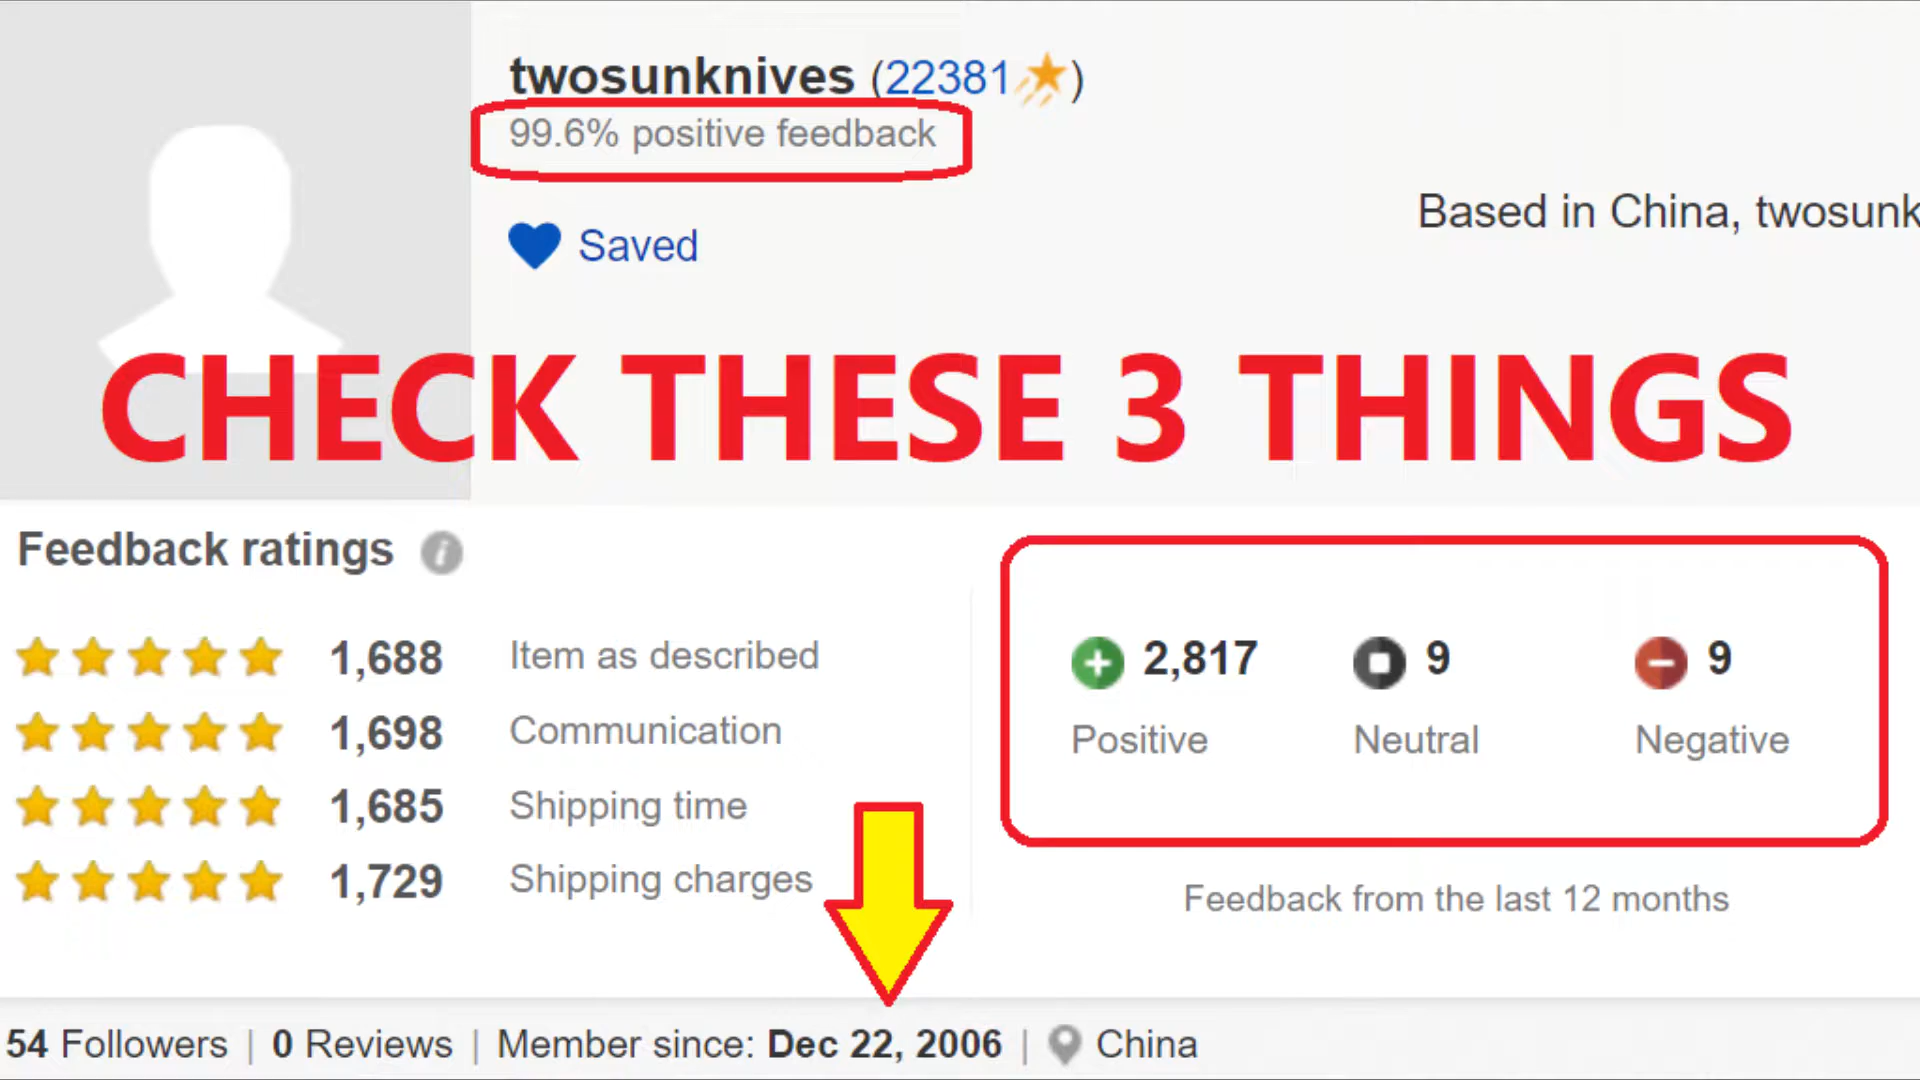 twosunknives (22381)
99.6% positive feedback
Saved
Based in China, twosunk
CHECK THESE 3 THINGS
Feedback ratings
1,688 Item as described
1,698 Communication
1,685 Shipping time
1,729 Shipping charges
2,817 9 9
Positive Neutral Negative
Feedback from the last 12 months
54 Followers | 0 Reviews | Member since: Dec 22, 2006 | China